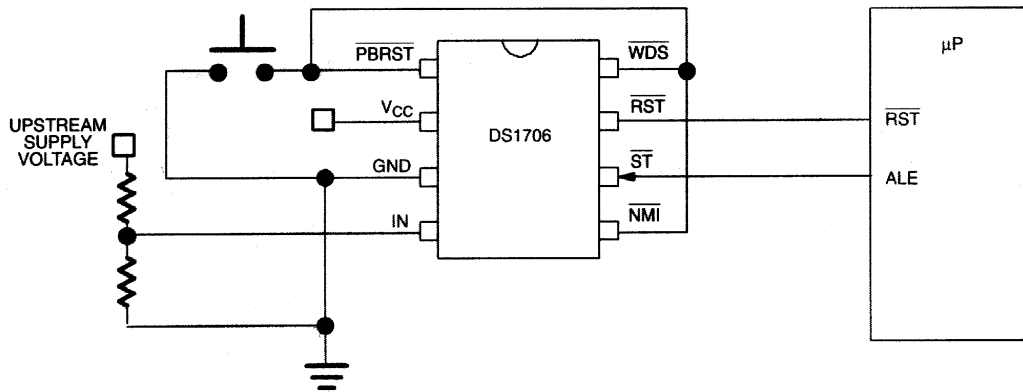 PBRST
WDS
μP
VCC
RST
RST
UPSTREAM
SUPPLY
VOLTAGE
DS1706
GND
ST
ALE
IN
NMI